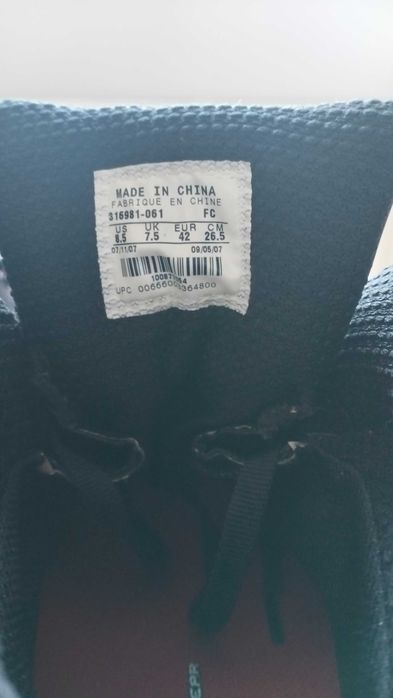 MADE IN CHINA
FABRIQUE EN CHINE
316981-061 FC
US UK EUR CM
8.5 7.5 42 26.5
07/11/07 09/05/07
UPC